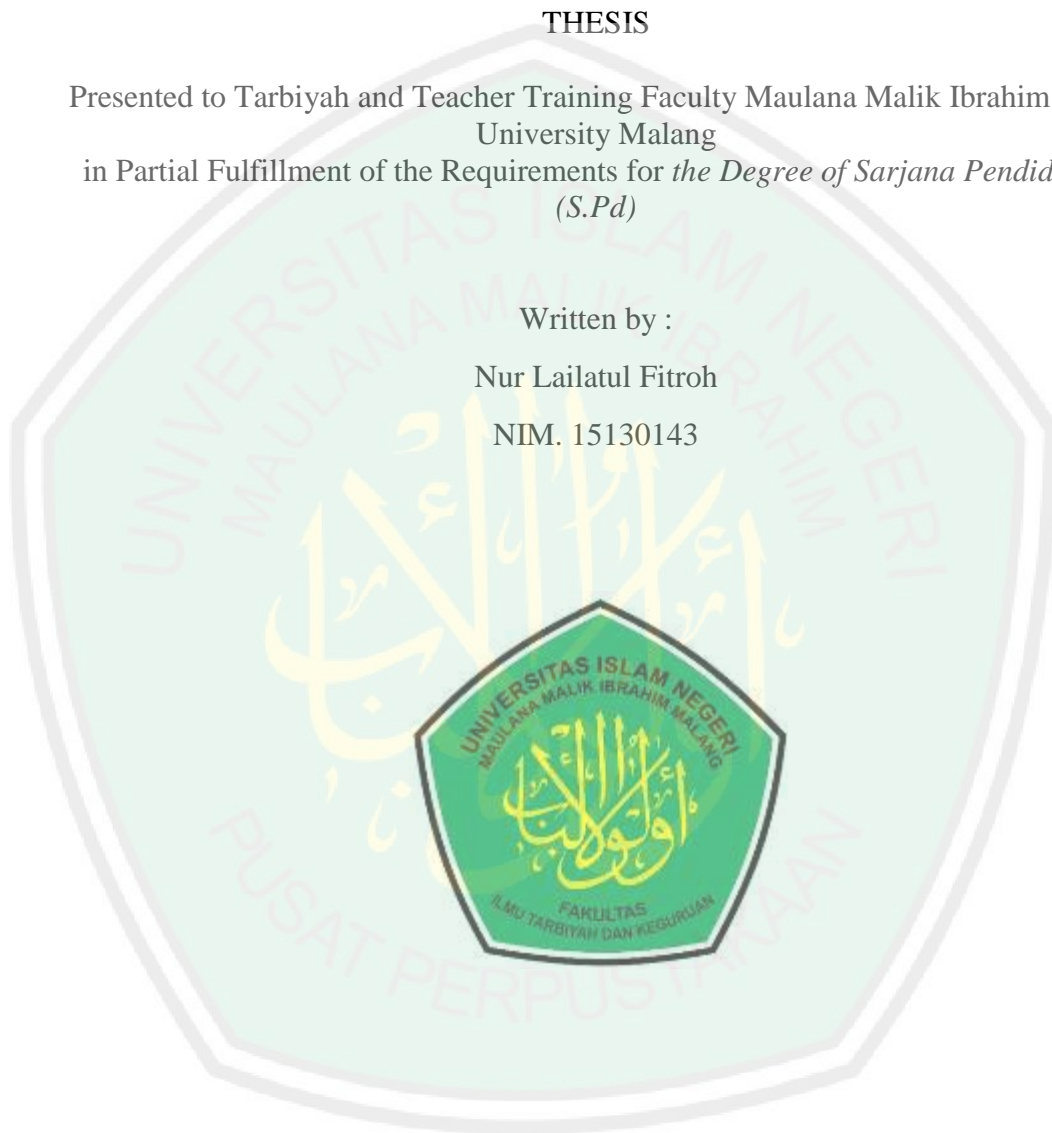 THESIS
Presented to Tarbiyah and Teacher Training Faculty Maulana Malik Ibrahim
University Malang
in Partial Fulfillment of the Requirements for the Degree of Sarjana Pendid
(S.Pd)
Written by :
Nur Lailatul Fitroh
NIM. 15130143
UNIVERSITAS ISLAM NEGERI
MAULANA MALIK IBRAHIM
PUSAT PERPUSTAKAAN
UNIVERSITAS ISLAM NEGERI
MAULANA MALIK IBRAHIM MALANG
أولوا الألباب
FAKULTAS
ILMU TARBIYAH DAN KEGURUAN